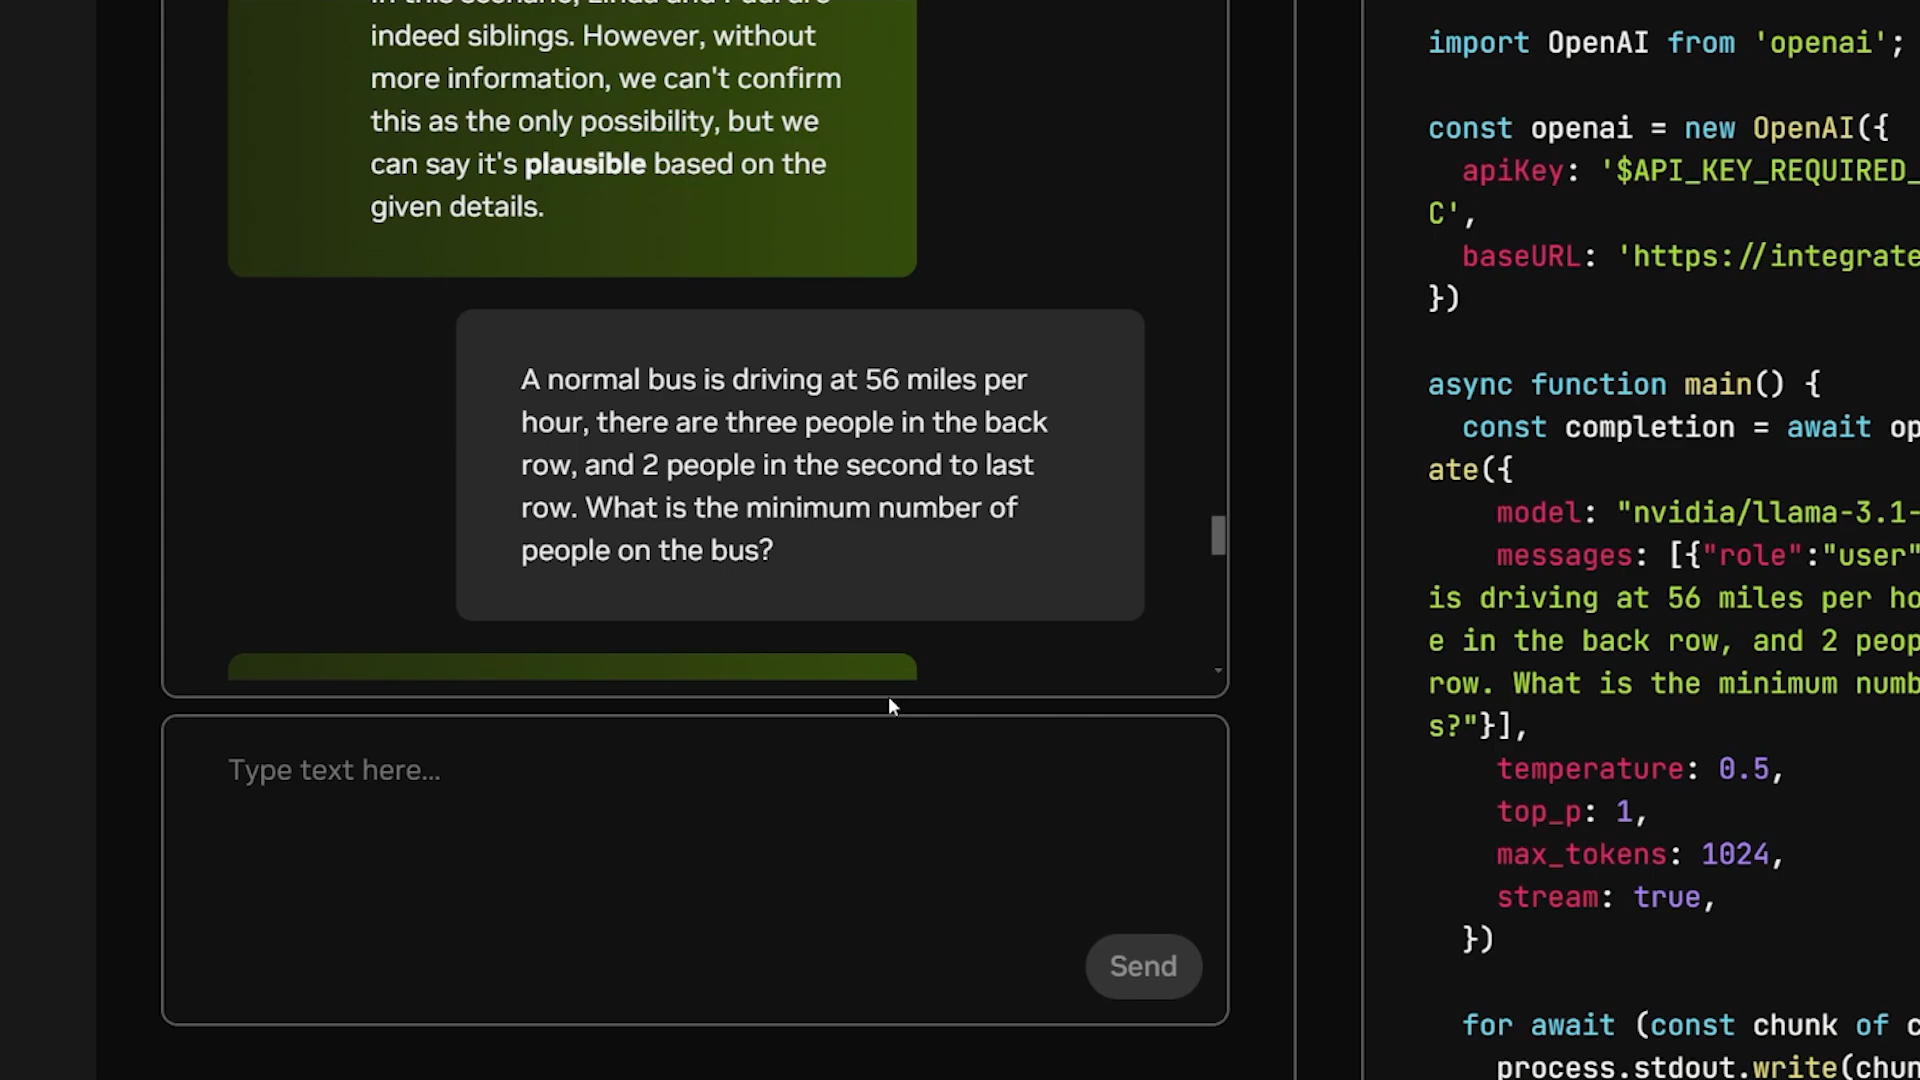 indeed siblings. However, without
more information, we can't confirm
this as the only possibility, but we
can say it's plausible based on the
given details.
A normal bus is driving at 56 miles per
hour, there are three people in the back
row, and 2 people in the second to last
row. What is the minimum number of
people on the bus?
Type text here...
Send
import OpenAI from 'openai';
const openai = new OpenAI({
apiKey: '$API_KEY_REQUIRED_
C',
baseURL: 'https://integrate
})
async function main() {
const completion = await op
ate({
model: "nvidia/llama-3.1-
messages: [{"role":"user"
is driving at 56 miles per ho
e in the back row, and 2 peop
row. What is the minimum numb
s?"}],
temperature: 0.5,
top_p: 1,
max_tokens: 1024,
stream: true,
})
for await (const chunk of c
process.stdout.write(chun